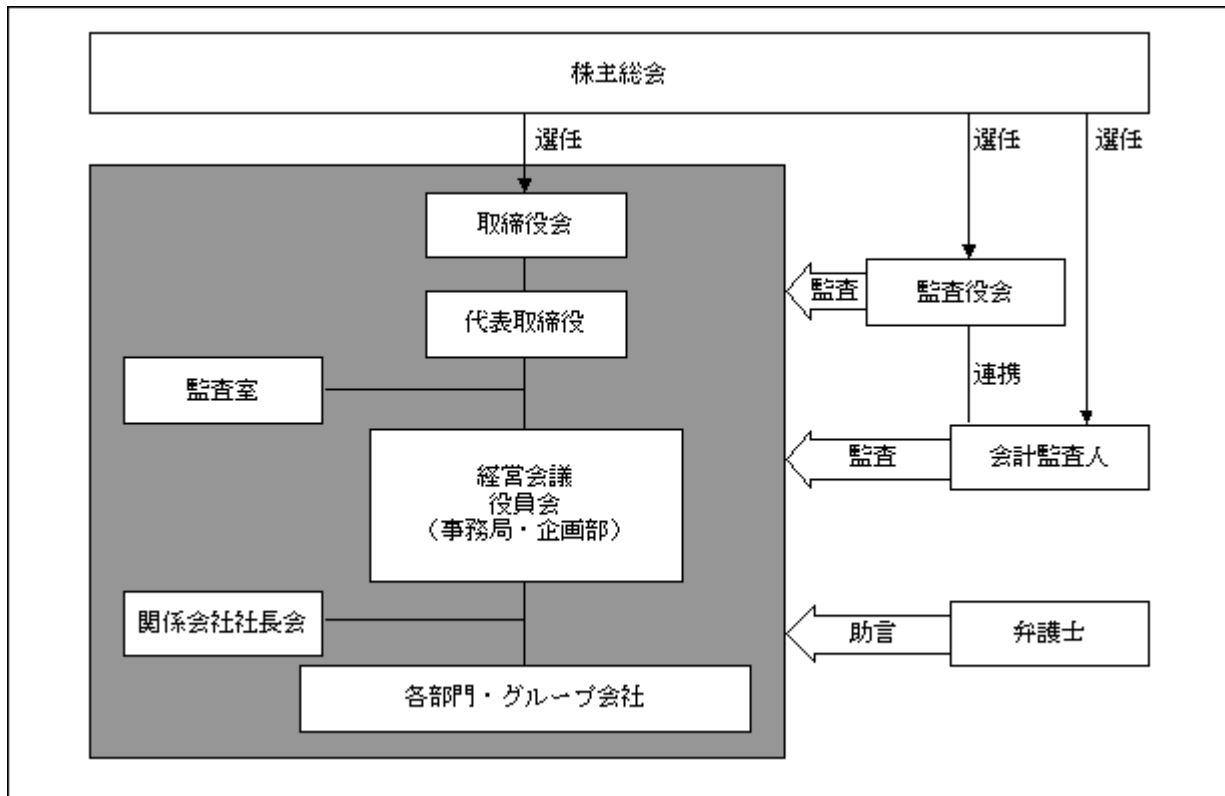 株主総会
選任
選任
選任
取締役会
監査
監査役会
代表取締役
連携
監査室
監査
会計監査人
経営会議
役員会
（事務局・企画部）
関係会社社長会
助言
弁護士
各部門・グループ会社